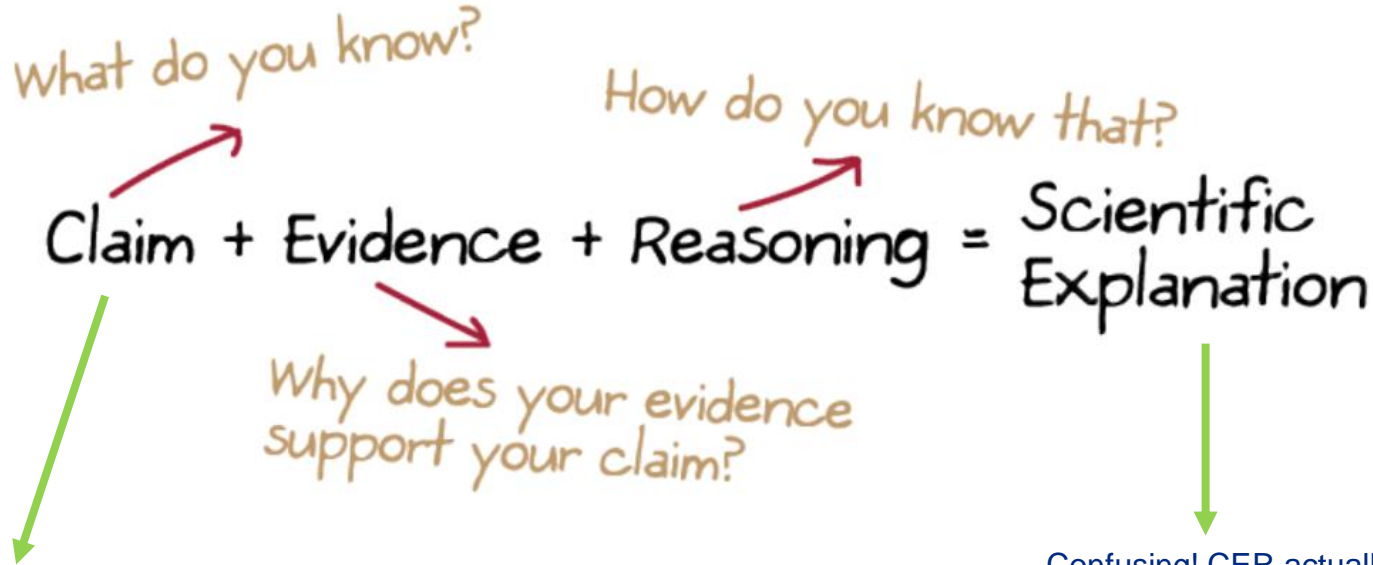 What do you know?
How do you know that?
Claim + Evidence + Reasoning = Scientific
Explanation
Why does your evidence
support your claim?
Confusing! CER actually